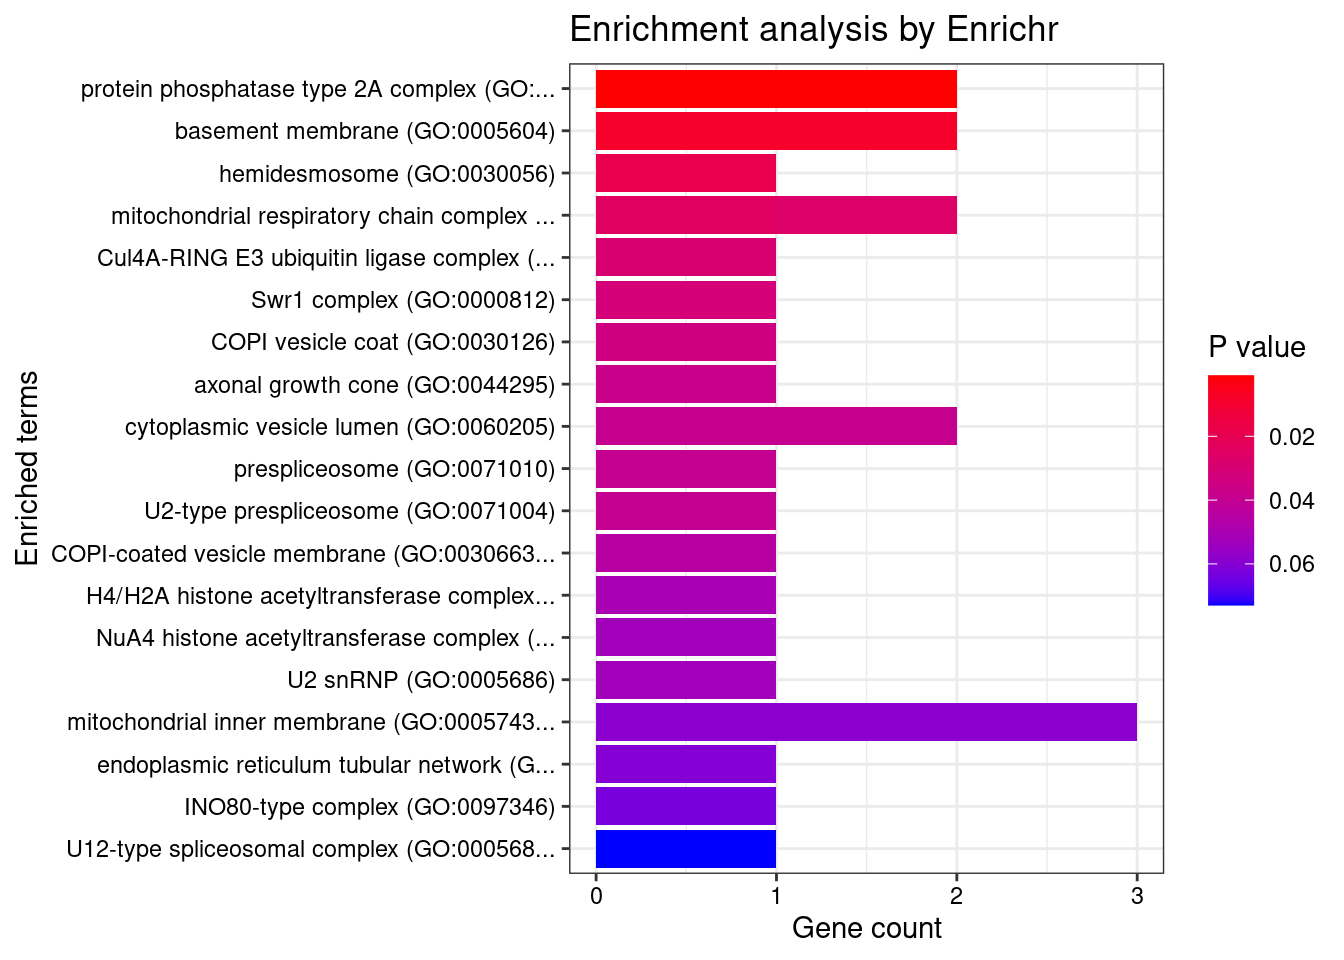 Enrichment analysis by Enrichr
protein phosphatase type 2A complex (GO:...
basement membrane (GO:0005604)
hemidesmosome (GO:0030056)
mitochondrial respiratory chain complex ...
Cul4A-RING E3 ubiquitin ligase complex (...
Swr1 complex (GO:0000812)
COPI vesicle coat (GO:0030126)
axonal growth cone (GO:0044295)
cytoplasmic vesicle lumen (GO:0060205)
prespliceosome (GO:0071010)
U2-type prespliceosome (GO:0071004)
COPI-coated vesicle membrane (GO:0030663...
H4/H2A histone acetyltransferase complex...
NuA4 histone acetyltransferase complex (...
U2 snRNP (GO:0005686)
mitochondrial inner membrane (GO:0005743...
endoplasmic reticulum tubular network (G...
INO80-type complex (GO:0097346)
U12-type spliceosomal complex (GO:000568...
Enriched terms
0 1 2 3
Gene count
P value
0.02
0.04
0.06